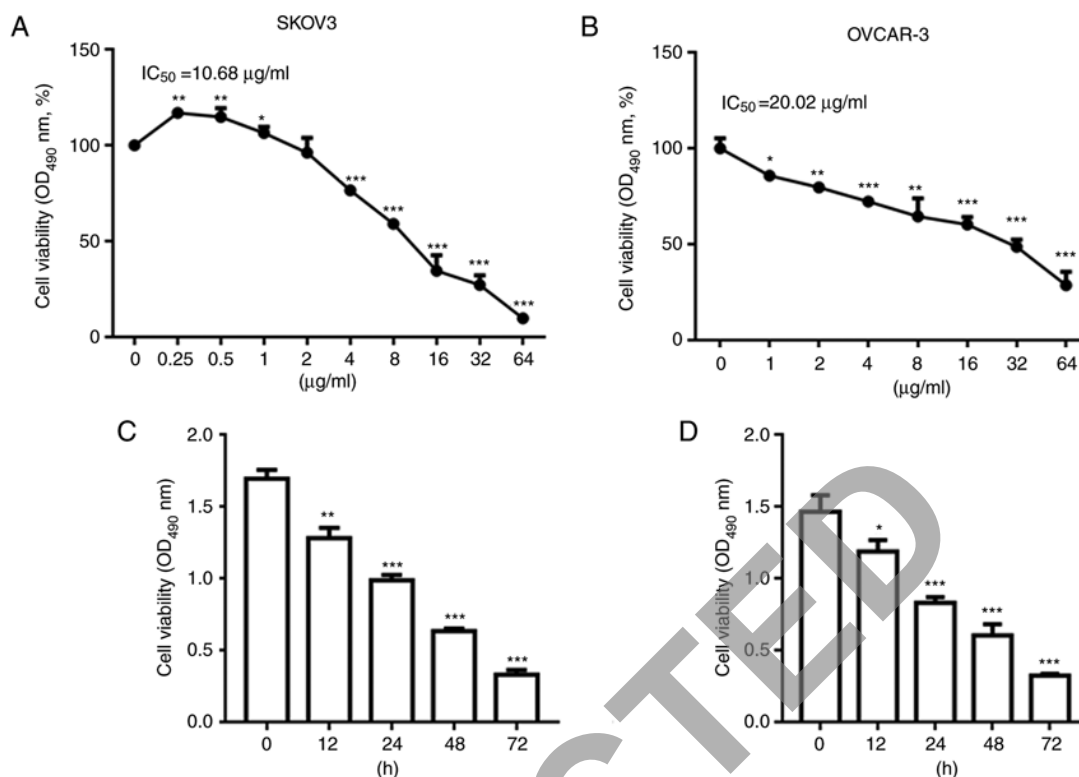 A
SKOV3
150
100
50
0
Cell viability (OD490 nm, %)
IC50 =10.68 µg/ml
**
**
*
***
***
***
***
***
0 0.25 0.5 1 2 4 8 16 32 64
(µg/ml)
B
OVCAR-3
150
100
50
0
Cell viability (OD490 nm, %)
IC50 =20.02 µg/ml
*
**
***
**
***
***
***
0 1 2 4 8 16 32 64
(µg/ml)
C
2.0
1.5
1.0
0.5
0.0
Cell viability (OD490 nm)
**
***
***
***
0 12 24 48 72
(h)
D
2.0
1.5
1.0
0.5
0.0
Cell viability (OD490 nm)
*
***
***
***
0 12 24 48 72
(h)
CTED